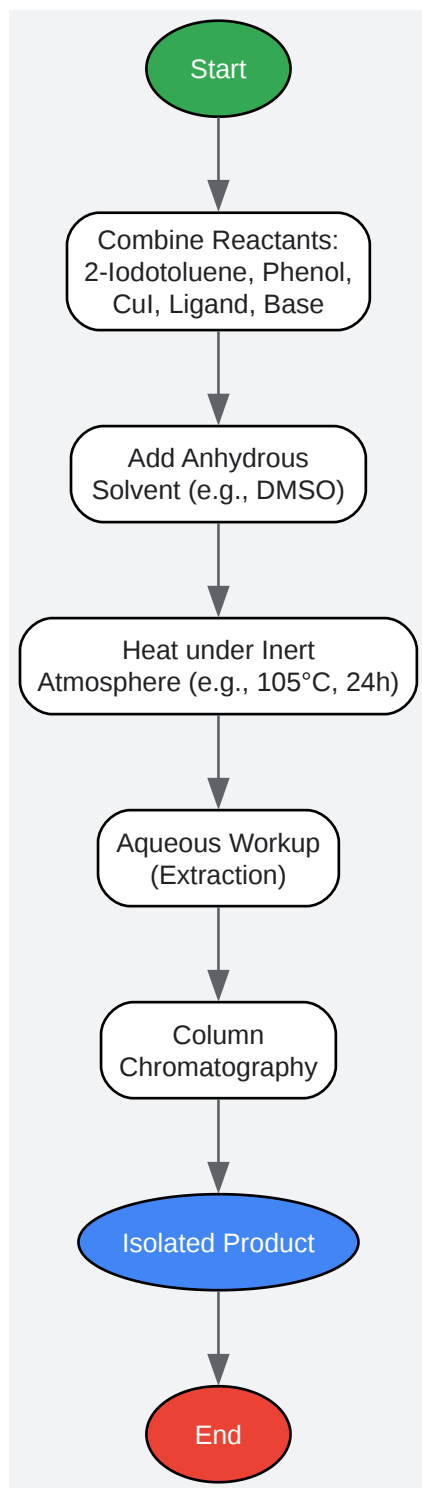 Start
Combine Reactants:
2-Iodotoluene, Phenol,
CuI, Ligand, Base
Add Anhydrous
Solvent (e.g., DMSO)
Heat under Inert
Atmosphere (e.g., 105°C, 24h)
Aqueous Workup
(Extraction)
Column
Chromatography
Isolated Product
End